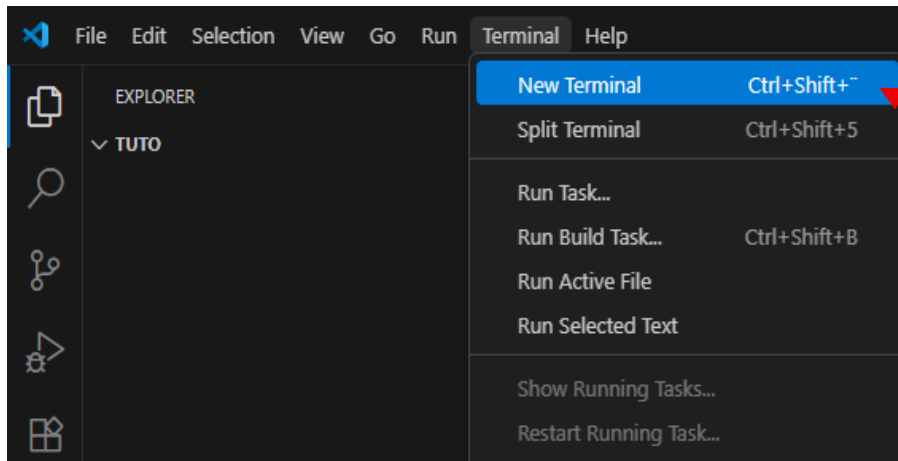 File Edit Selection View Go Run Terminal Help
EXPLORER
TUTO
New Terminal Ctrl+Shift+¨
Split Terminal Ctrl+Shift+5
Run Task...
Run Build Task... Ctrl+Shift+B
Run Active File
Run Selected Text
Show Running Tasks...
Restart Running Task...